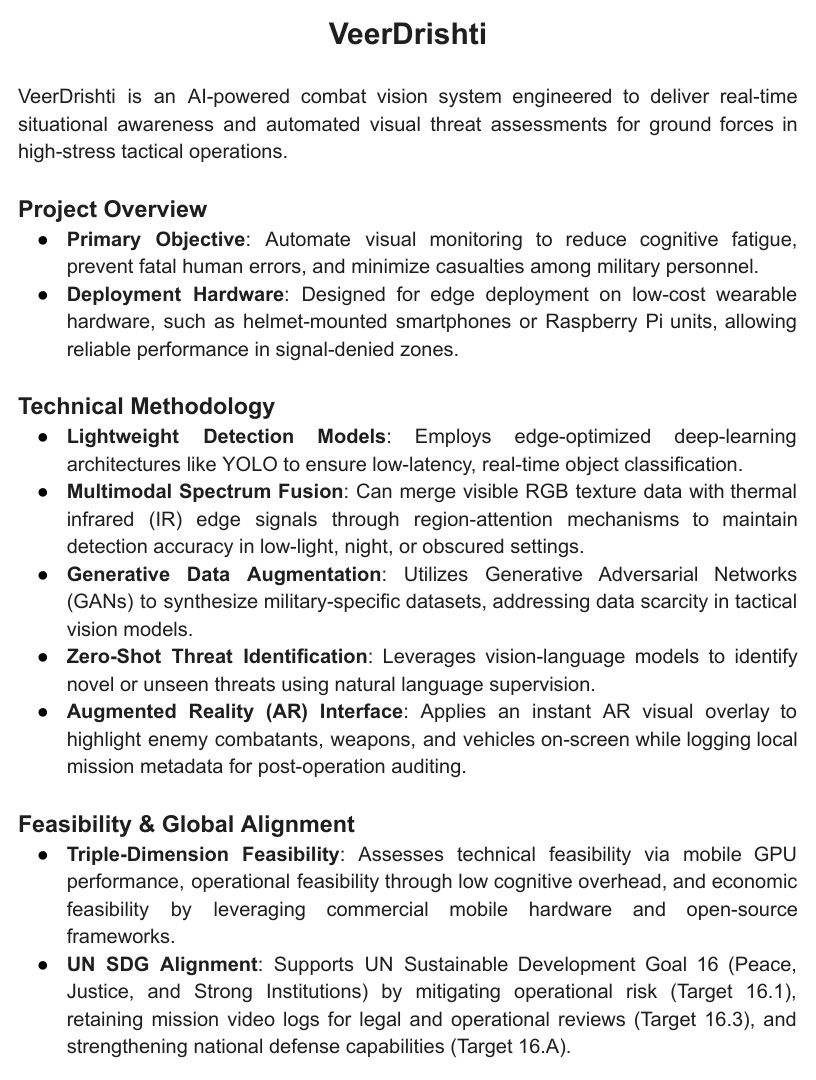 VeerDrishti
VeerDrishti is an AI-powered combat vision system engineered to deliver real-time
situational awareness and automated visual threat assessments for ground forces in
high-stress tactical operations.
Project Overview
● Primary Objective: Automate visual monitoring to reduce cognitive fatigue,
prevent fatal human errors, and minimize casualties among military personnel.
● Deployment Hardware: Designed for edge deployment on low-cost wearable
hardware, such as helmet-mounted smartphones or Raspberry Pi units, allowing
reliable performance in signal-denied zones.
Technical Methodology
● Lightweight Detection Models: Employs edge-optimized deep-learning
architectures like YOLO to ensure low-latency, real-time object classification.
● Multimodal Spectrum Fusion: Can merge visible RGB texture data with thermal
infrared (IR) edge signals through region-attention mechanisms to maintain
detection accuracy in low-light, night, or obscured settings.
● Generative Data Augmentation: Utilizes Generative Adversarial Networks
(GANs) to synthesize military-specific datasets, addressing data scarcity in tactical
vision models.
● Zero-Shot Threat Identification: Leverages vision-language models to identify
novel or unseen threats using natural language supervision.
● Augmented Reality (AR) Interface: Applies an instant AR visual overlay to
highlight enemy combatants, weapons, and vehicles on-screen while logging local
mission metadata for post-operation auditing.
Feasibility & Global Alignment
● Triple-Dimension Feasibility: Assesses technical feasibility via mobile GPU
performance, operational feasibility through low cognitive overhead, and economic
feasibility by leveraging commercial mobile hardware and open-source
frameworks.
● UN SDG Alignment: Supports UN Sustainable Development Goal 16 (Peace,
Justice, and Strong Institutions) by mitigating operational risk (Target 16.1),
retaining mission video logs for legal and operational reviews (Target 16.3), and
strengthening national defense capabilities (Target 16.A).